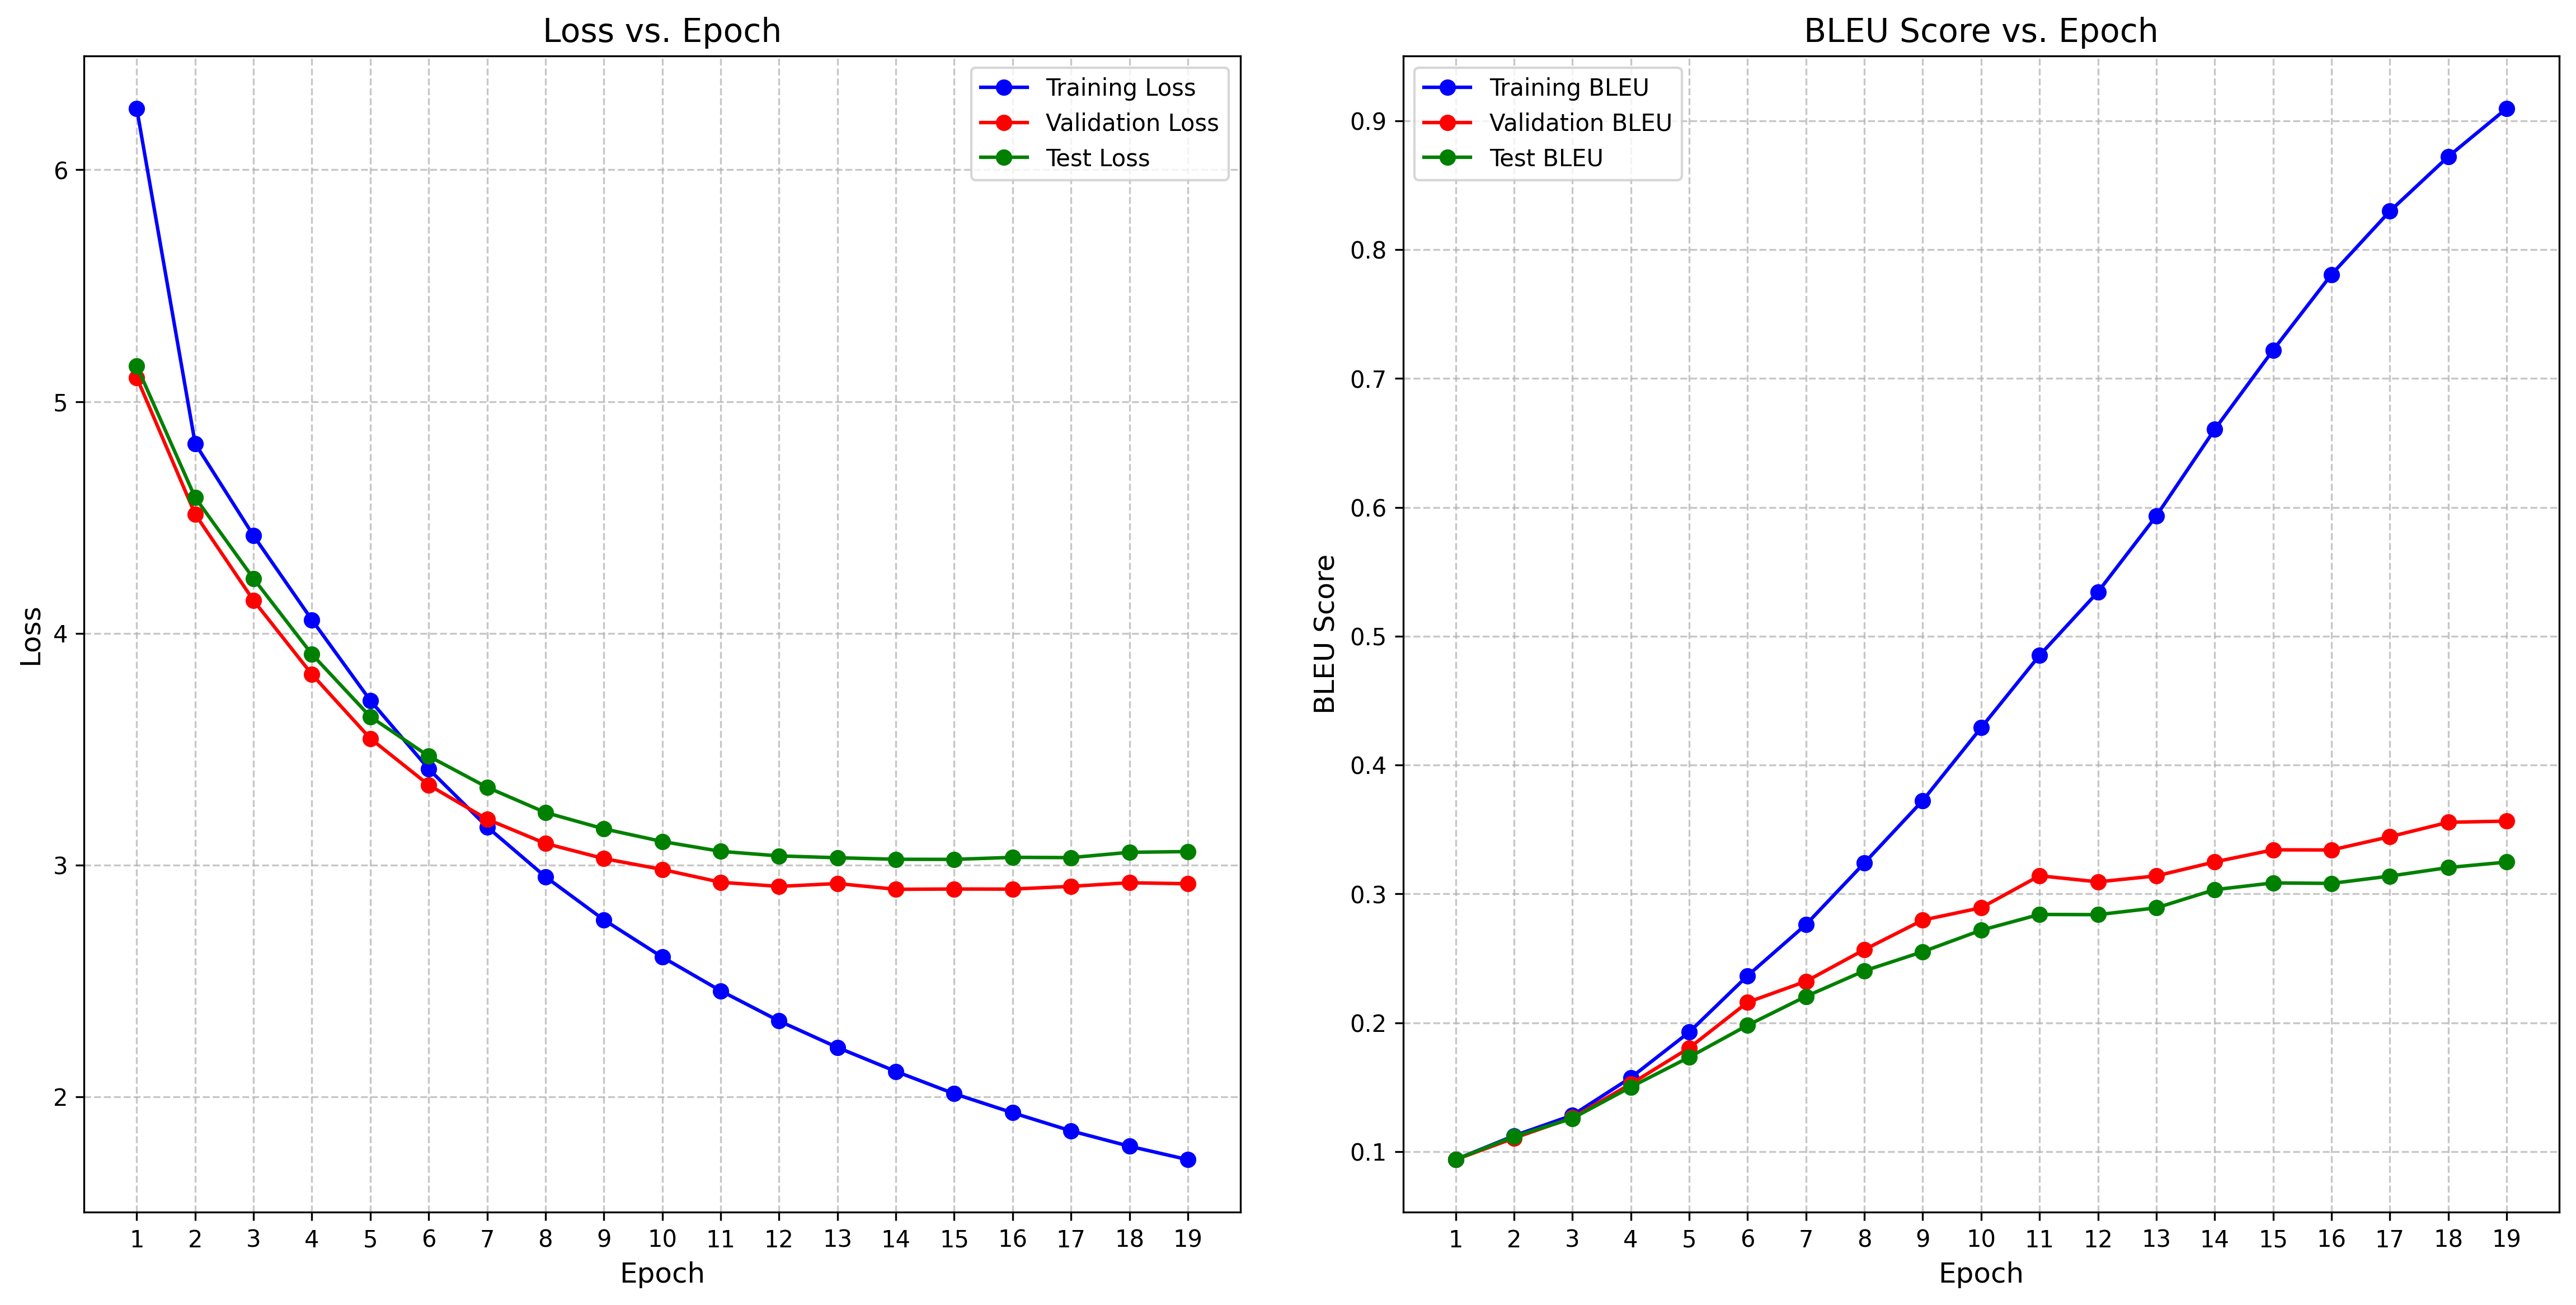 Loss vs. Epoch
Training Loss
Validation Loss
Test Loss
6
5
4
3
2
Loss
1 2 3 4 5 6 7 8 9 10 11 12 13 14 15 16 17 18 19
Epoch
BLEU Score vs. Epoch
Training BLEU
Validation BLEU
Test BLEU
0.9
0.8
0.7
0.6
0.5
0.4
0.3
0.2
0.1
BLEU Score
1 2 3 4 5 6 7 8 9 10 11 12 13 14 15 16 17 18 19
Epoch